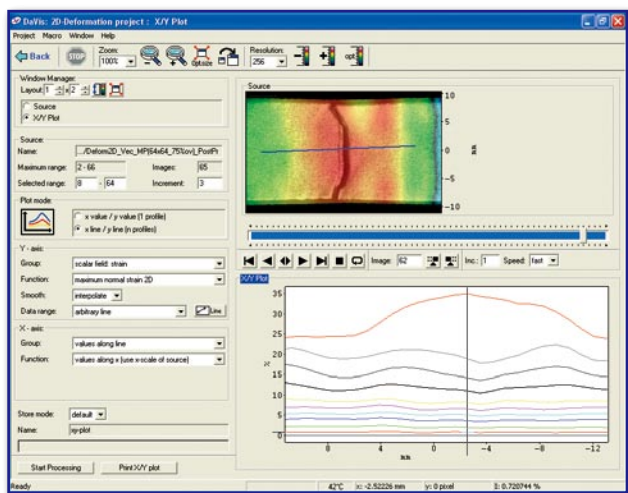 DaVis: 2D-Deformation project : X/Y Plot
Project Macro Window Help
Back STOP Zoom: 100% Optsize Resolution: 256 opt
Window Manager:
Layout: 1 x 2
Source
X/Y Plot
Source:
Name: .../Deform2D_Vec_MP(64x64_75%ov)_PostPr
Maximum range: 2 - 66 Images: 65
Selected range: 8 - 64 Increment: 3
Plot mode:
x value / y value (1 profile)
x line / y line (n profiles)
Y - axis:
Group: scalar field: strain
Function: maximum normal strain 2D
Smooth: interpolate
Data range: arbitrary line Line
X - axis:
Group: values along line
Function: values along x (use x-scale of source)
Store mode: default
Name: xy-plot
Start Processing Print X/Y plot
Source
10
5
0
mm
-5
-10
Image: 62 Inc.: 1 Speed: fast
X/Y Plot
35
30
25
20
%
15
10
5
0
8 4 0 -4 -8 -12
mm
Ready 42°C x: -2.52226 mm y: 0 pixel I: 0.720744 %